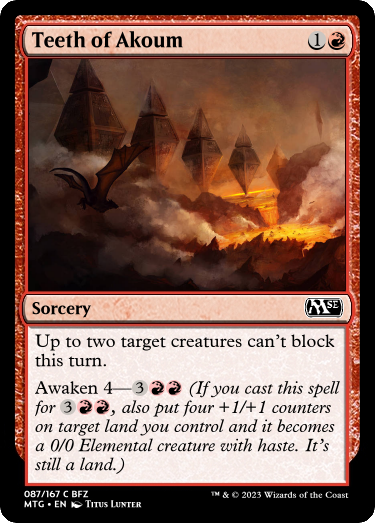 Teeth of Akoum 1
Sorcery MSE
Up to two target creatures can't block
this turn.
Awaken 4—3 (If you cast this spell
for 3, also put four +1/+1 counters
on target land you control and it becomes
a 0/0 Elemental creature with haste. It's
still a land.)
087/167 C BFZ
MTG • EN Titus Lunter
™ & © 2023 Wizards of the Coast